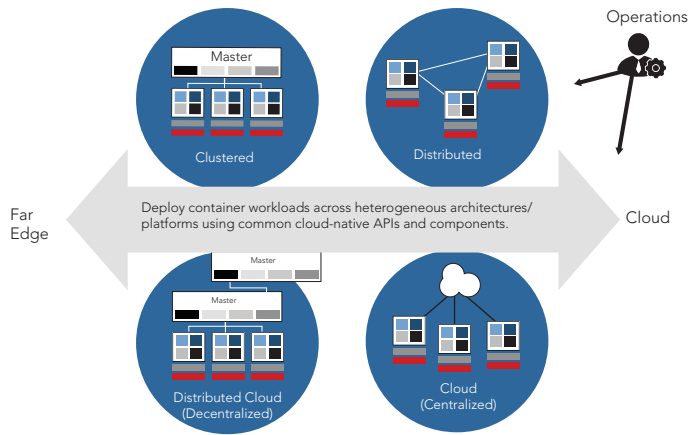 Operations
Master
Clustered
Distributed
Deploy container workloads across heterogeneous architectures/
platforms using common cloud-native APIs and components.
Far
Edge
Cloud
Master
Master
Distributed Cloud
(Decentralized)
Cloud
(Centralized)